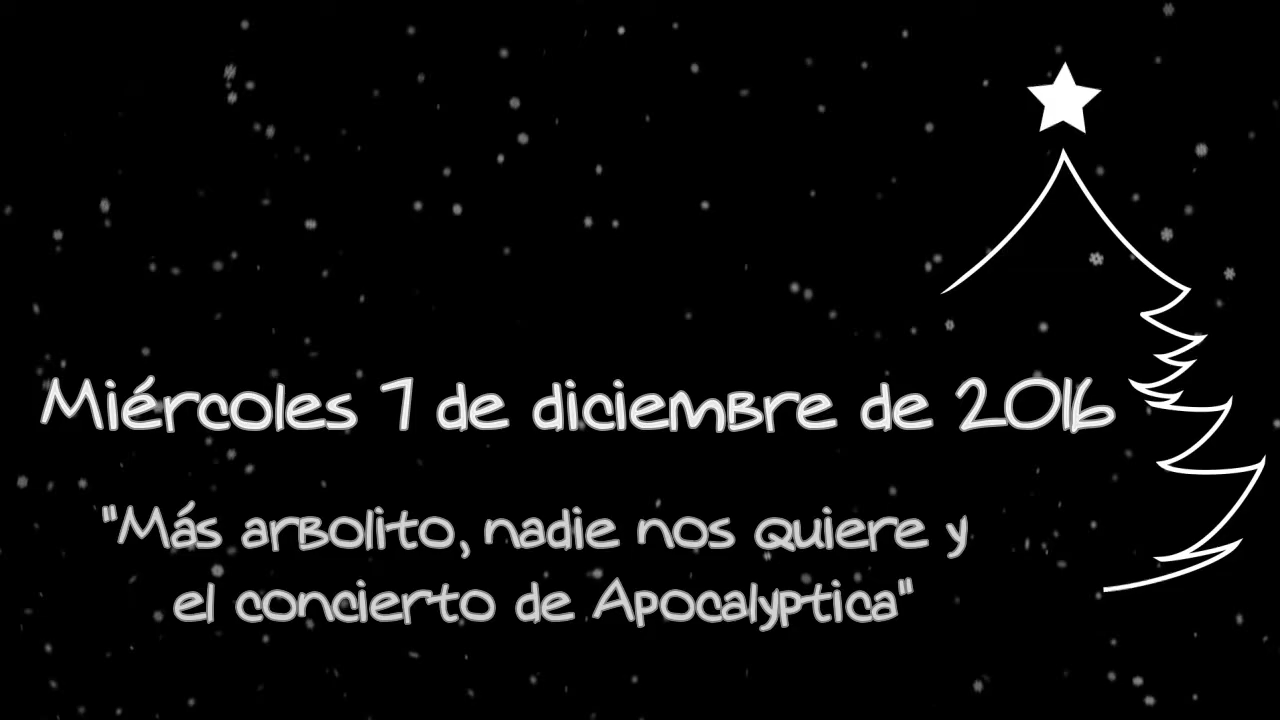 Miércoles 7 de diciembre de 2016
"Más arbolito, nadie nos quiere y
el concierto de Apocalyptica"